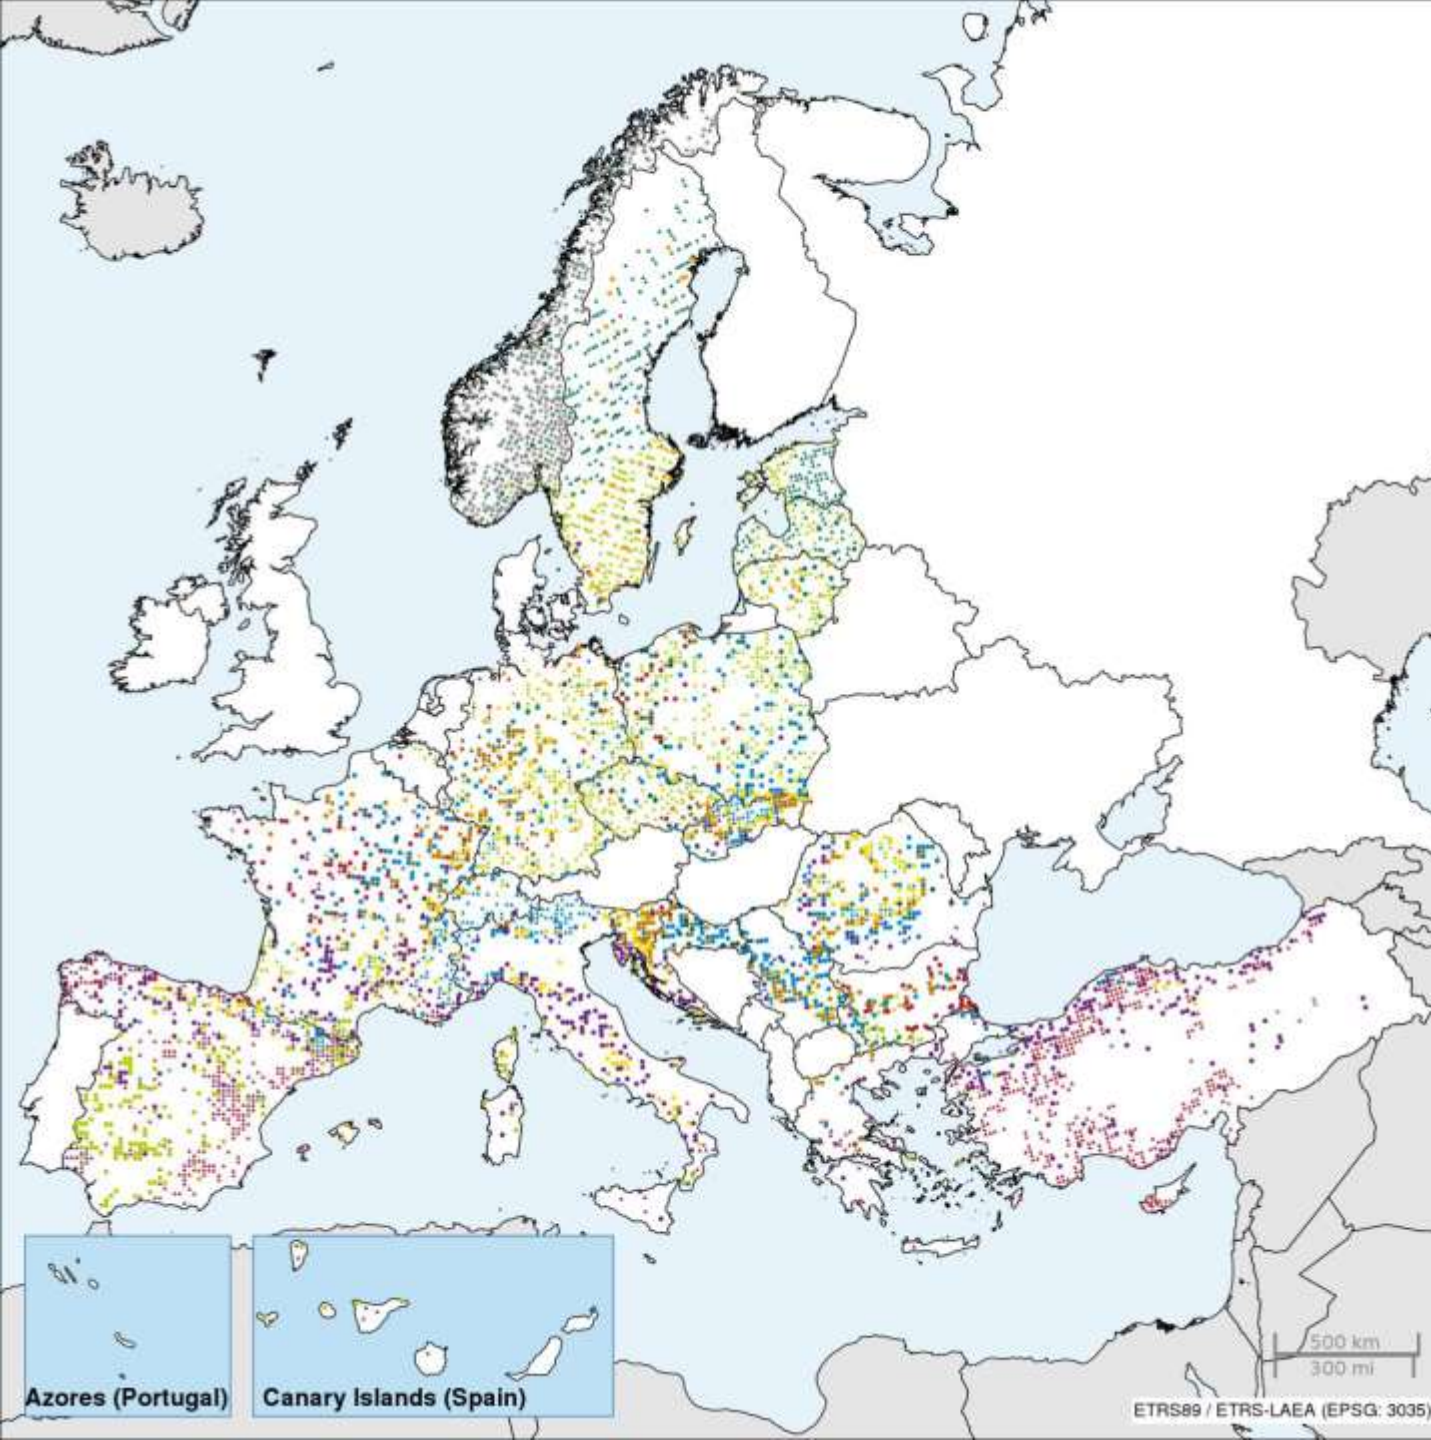 Azores (Portugal)
Canary Islands (Spain)
500 km
300 mi
ETRS89 / ETRS-LAEA (EPSG: 3035)